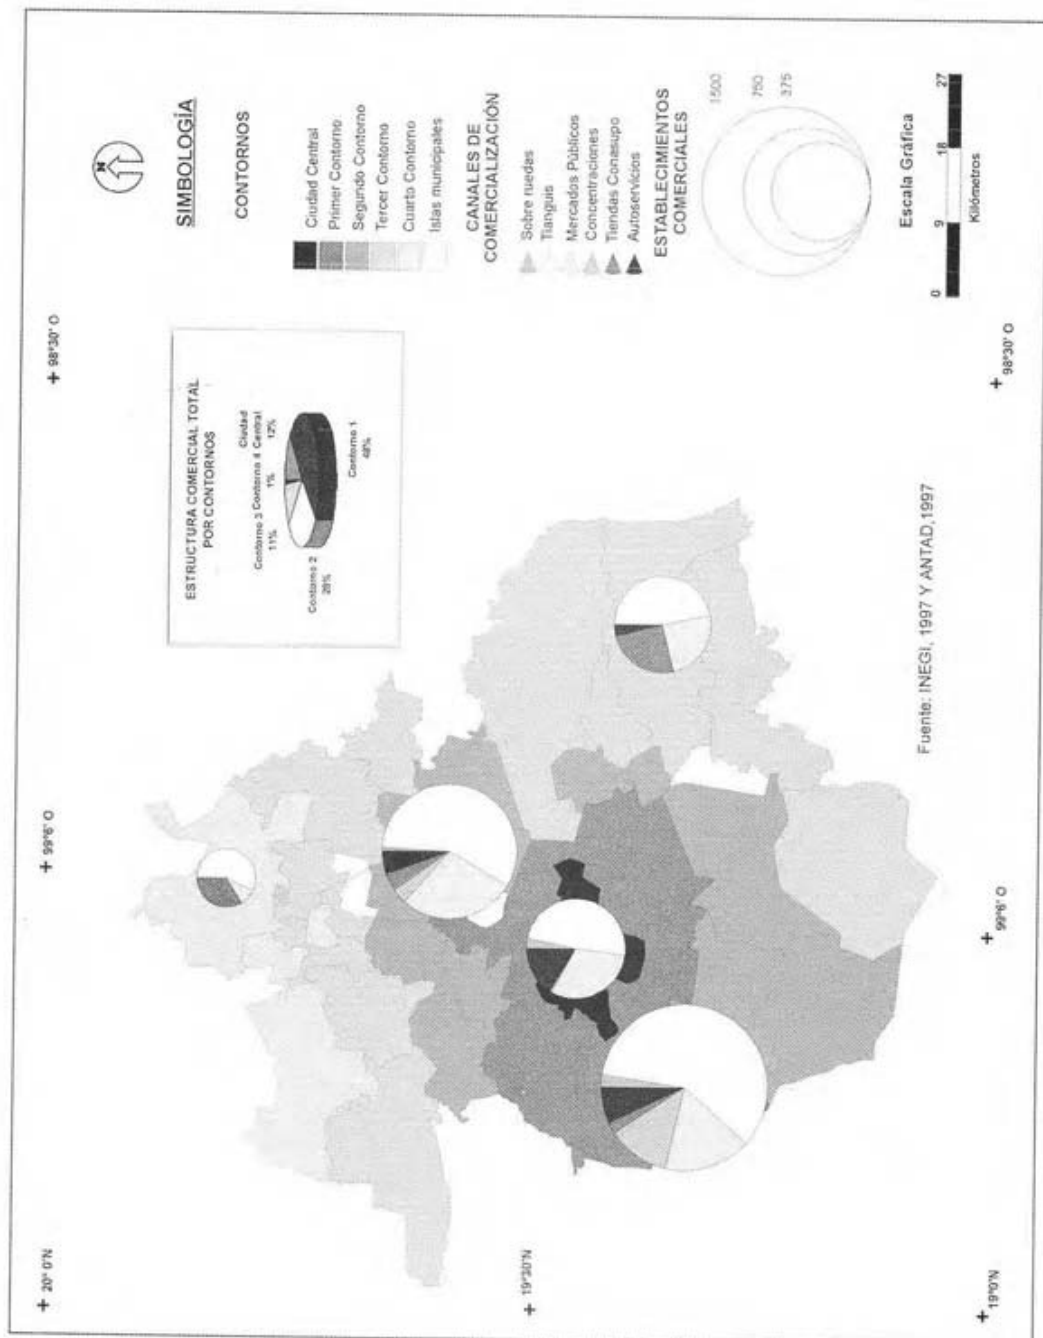 N
SIMBOLOGÍA
CONTORNOS
Ciudad Central
Primer Contorno
Segundo Contorno
Tercer Contorno
Cuarto Contorno
Islas municipales
CANALES DE
COMERCIALIZACIÓN
Sobre ruedas
Tianguis
Mercados Públicos
Concentraciones
Tiendas Conasupo
Autoservicios
ESTABLECIMIENTOS
COMERCIALES
1500
750
375
Escala Gráfica
0 9 18 27
Kilómetros
ESTRUCTURA COMERCIAL TOTAL
POR CONTORNOS
Contorno 3
11%
Contorno 4
1%
Ciudad
Central
12%
Contorno 2
28%
Contorno 1
48%
20° 0'N
19°30'N
19°0'N
99°6' O
98°30' O
99°6' O
98°30' O
Fuente: INEGI, 1997 Y ANTAD,1997